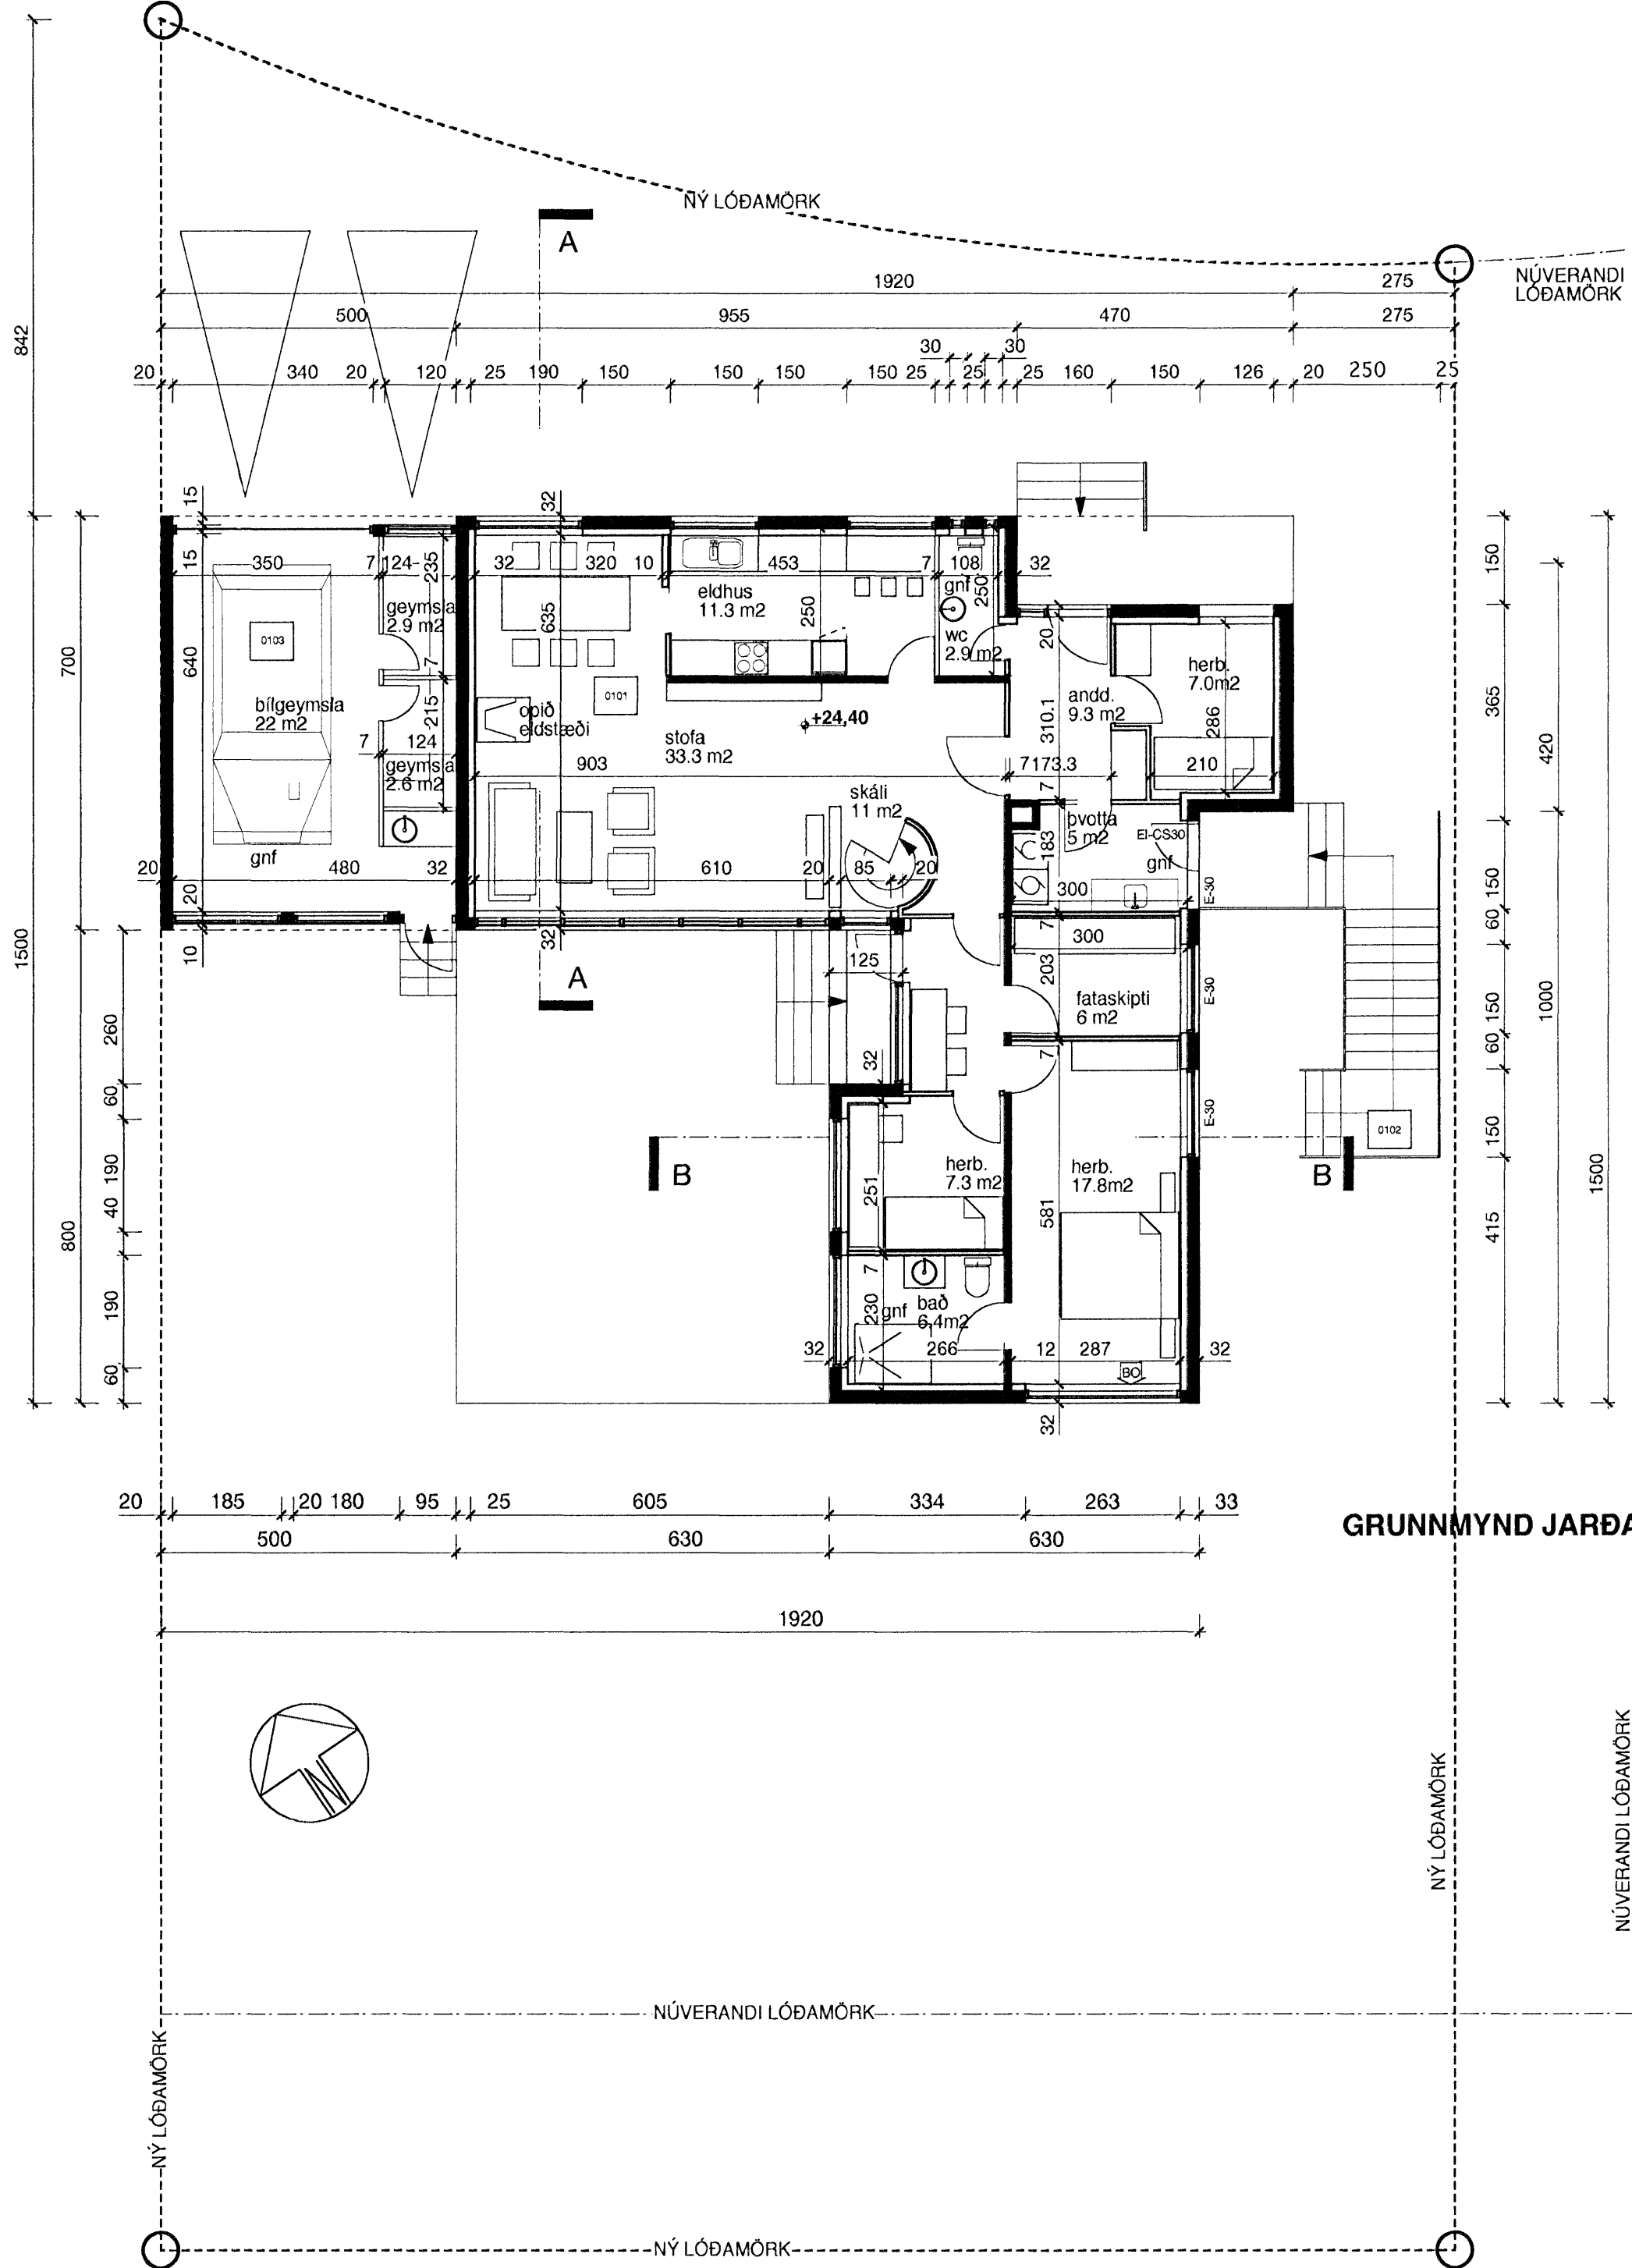 NÝ LÓÐAMÖRK
A
NÚVERANDI
LÓÐAMÖRK
1920 275
500 955 470 275
30 30
20 340 20 120 25 190 150 150 150 150 25 25 25 160 150 126 20 250 25
842
1500
700
800
260
60
190
40
190
60
15
15
640
20
10
350 7 124 235
32 320 10 453 7 108 32
geymsla
2.9 m2
7
215
0103
bílgeymsla
22 m2
7 124
geymsla
2.6 m2
gnf
20 480 32
32
635
eldhus
11.3 m2
250
gnf
250
wc
2.9 m2
0101
opið
eldstæði
+24,40
stofa
33.3 m2
903
skáli
11 m2
610 20 85 20
32
20
andd.
9.3 m2
310.1
herb.
7.0m2
286
7 173.3 210
7
þvotta
5 m2
EI-CS30
gnf
183
300
E-30
7
300
203
fataskipti
6 m2
E-30
7
E-30
A
125
32
B
251
herb.
7.3 m2
herb.
17.8m2
581
7
230
gnf
bað
6.4m2
32 266 12 287 32
BO
32
0102
B
150
365
150
60
150
60
150
415
420
1000
1500
20 185 20 180 95 25 605 334 263 33
500 630 630
1920
GRUNNMYND JARÐA
N
NÝ LÓÐAMÖRK
NÚVERANDI LÓÐAMÖRK
NÚVERANDI LÓÐAMÖRK
NÝ LÓÐAMÖRK
NÝ LÓÐAMÖRK